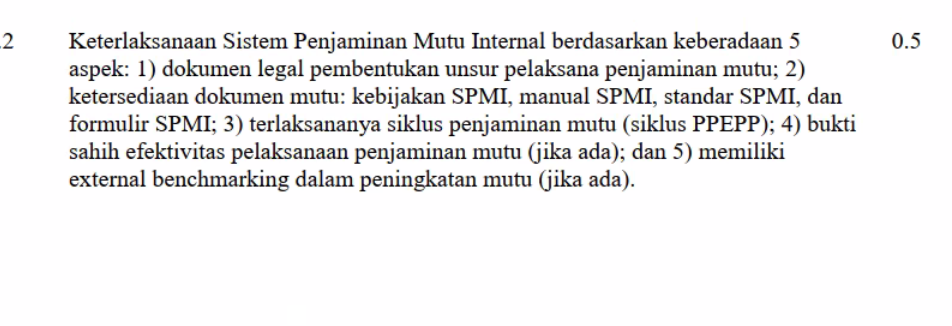 .2 Keterlaksanaan Sistem Penjaminan Mutu Internal berdasarkan keberadaan 5 0.5
aspek: 1) dokumen legal pembentukan unsur pelaksana penjaminan mutu; 2)
ketersediaan dokumen mutu: kebijakan SPMI, manual SPMI, standar SPMI, dan
formulir SPMI; 3) terlaksananya siklus penjaminan mutu (siklus PPEPP); 4) bukti
sahih efektivitas pelaksanaan penjaminan mutu (jika ada); dan 5) memiliki
external benchmarking dalam peningkatan mutu (jika ada).